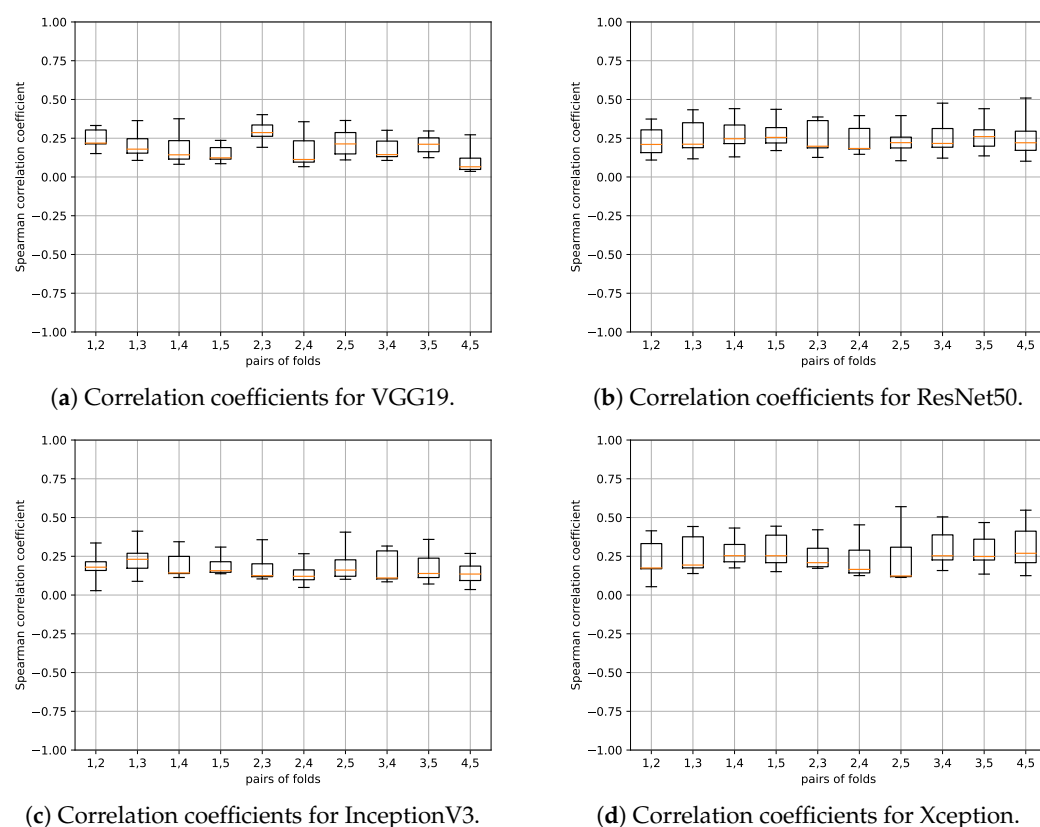 1.00
0.75
0.50
0.25
0.00
−0.25
−0.50
−0.75
−1.00
Spearman correlation coefficient
1,2 1,3 1,4 1,5 2,3 2,4 2,5 3,4 3,5 4,5
pairs of folds
(a) Correlation coefficients for VGG19.
1.00
0.75
0.50
0.25
0.00
−0.25
−0.50
−0.75
−1.00
Spearman correlation coefficient
1,2 1,3 1,4 1,5 2,3 2,4 2,5 3,4 3,5 4,5
pairs of folds
(b) Correlation coefficients for ResNet50.
1.00
0.75
0.50
0.25
0.00
−0.25
−0.50
−0.75
−1.00
Spearman correlation coefficient
1,2 1,3 1,4 1,5 2,3 2,4 2,5 3,4 3,5 4,5
pairs of folds
(c) Correlation coefficients for InceptionV3.
1.00
0.75
0.50
0.25
0.00
−0.25
−0.50
−0.75
−1.00
Spearman correlation coefficient
1,2 1,3 1,4 1,5 2,3 2,4 2,5 3,4 3,5 4,5
pairs of folds
(d) Correlation coefficients for Xception.